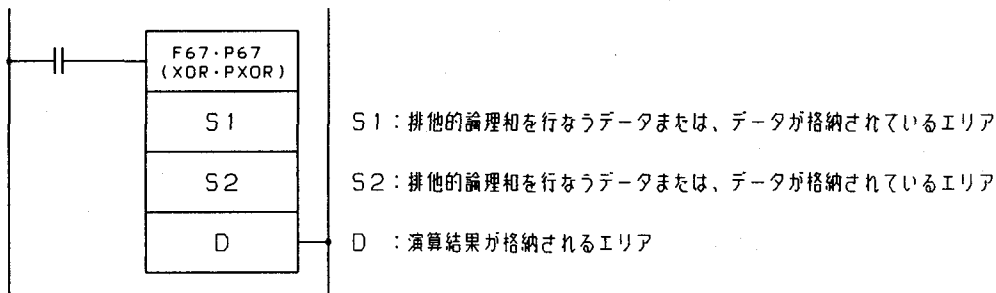 F67・P67
(XOR・PXOR)
S1
S1：排他的論理和を行なうデータまたは、データが格納されているエリア
S2
S2：排他的論理和を行なうデータまたは、データが格納されているエリア
D
D ：演算結果が格納されるエリア